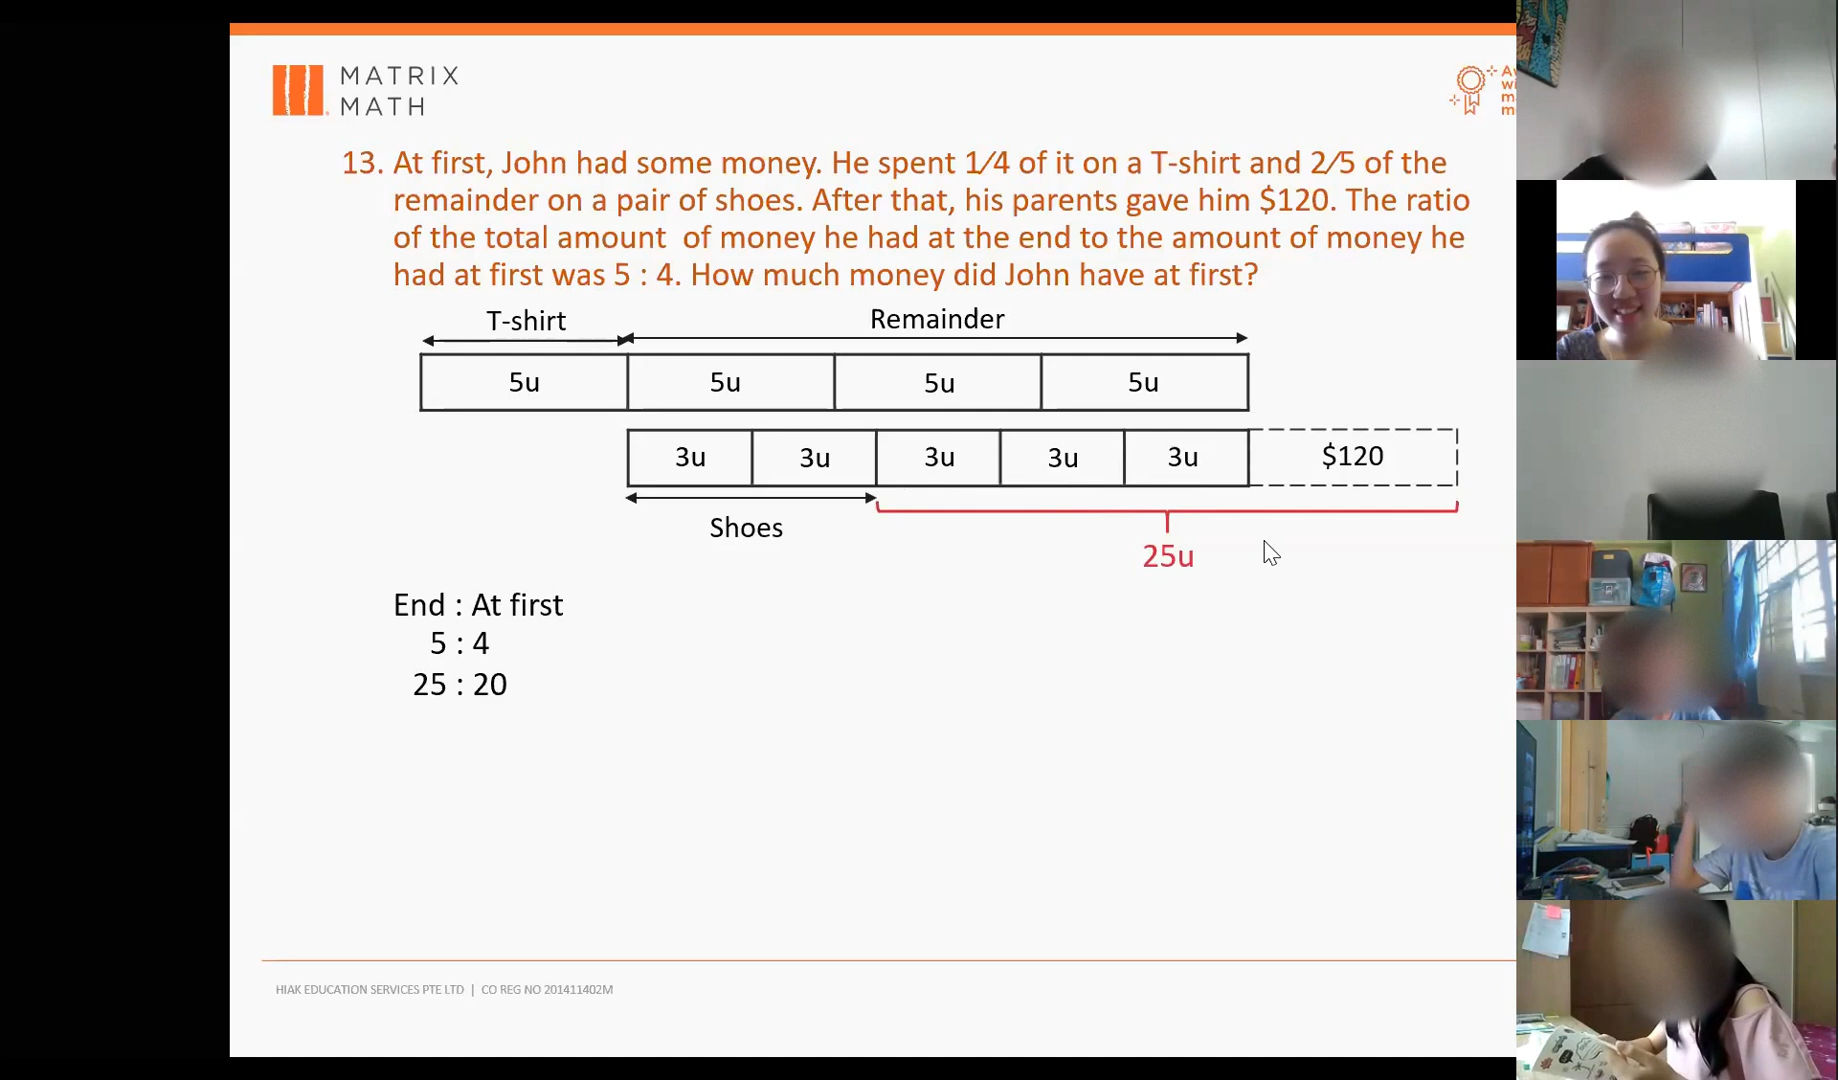 MATRIX
MATH
13. At first, John had some money. He spent 1/4 of it on a T-shirt and 2/5 of the
remainder on a pair of shoes. After that, his parents gave him $120. The ratio
of the total amount of money he had at the end to the amount of money he
had at first was 5 : 4. How much money did John have at first?
T-shirt Remainder
5u 5u 5u 5u
3u 3u 3u 3u 3u $120
Shoes
25u
End : At first
5 : 4
25 : 20
HIAK EDUCATION SERVICES PTE LTD | CO REG NO 201411402M